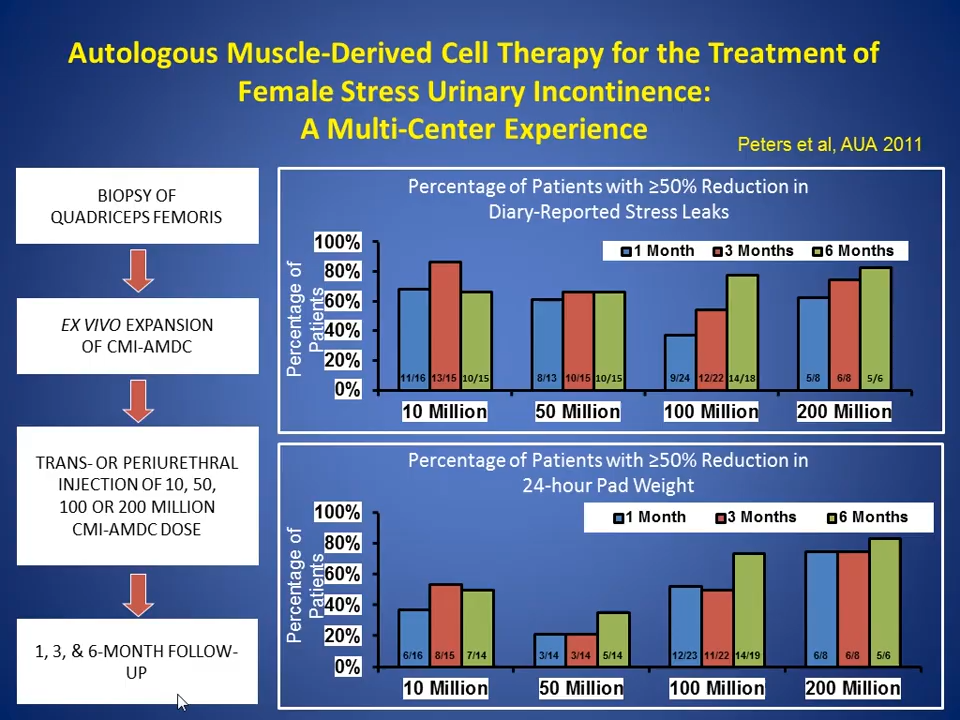 Autologous Muscle-Derived Cell Therapy for the Treatment of
Female Stress Urinary Incontinence:
A Multi-Center Experience
Peters et al, AUA 2011
BIOPSY OF
QUADRICEPS FEMORIS
EX VIVO EXPANSION
OF CMI-AMDC
TRANS- OR PERIURETHRAL
INJECTION OF 10, 50,
100 OR 200 MILLION
CMI-AMDC DOSE
1, 3, & 6-MONTH FOLLOW-
UP
Percentage of Patients with ≥50% Reduction in
Diary-Reported Stress Leaks
1 Month 3 Months 6 Months
Percentage of
Patients
100%
80%
60%
40%
20%
0%
11/16 13/15 10/15 8/13 10/15 10/15 9/24 12/22 14/18 5/8 6/8 5/6
10 Million 50 Million 100 Million 200 Million
Percentage of Patients with ≥50% Reduction in
24-hour Pad Weight
1 Month 3 Months 6 Months
Percentage of
Patients
100%
80%
60%
40%
20%
0%
6/16 8/15 7/14 3/14 3/14 5/14 12/23 11/22 14/19 6/8 6/8 5/6
10 Million 50 Million 100 Million 200 Million